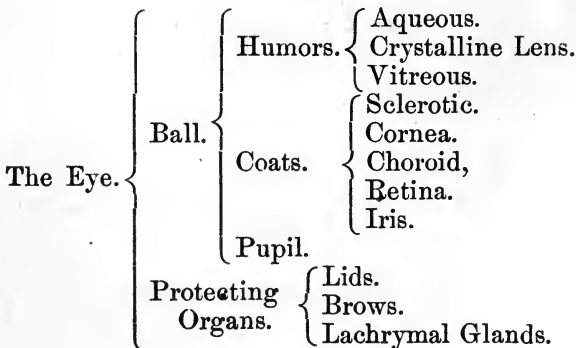 Aqueous.
Humors. Crystalline Lens.
Vitreous.
Sclerotic.
Ball. Cornea.
Coats. Choroid,
The Eye. Retina.
Iris.
Pupil.
Protecting Lids.
Organs. Brows.
Lachrymal Glands.